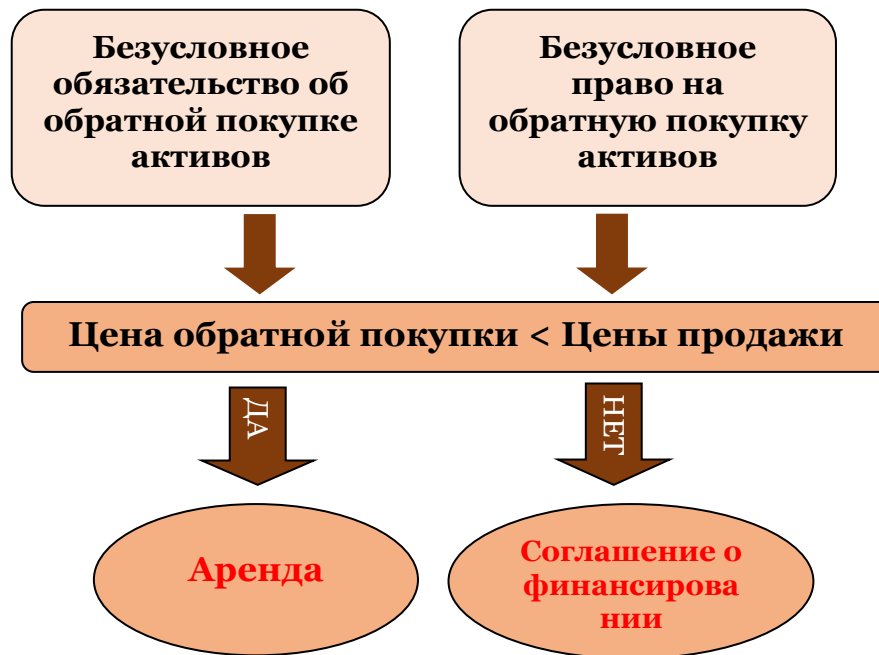 Безусловное
обязательство об
обратной покупке
активов
Безусловное
право на
обратную покупку
активов
Цена обратной покупки < Цены продажи
ДА
НЕТ
Аренда
Соглашение о
финансирова
нии